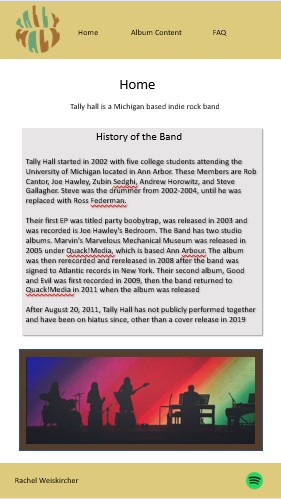 TALLY
HALL
Home Album Content FAQ
Home
Tally hall is a Michigan based indie rock band
History of the Band
Tally Hall started in 2002 with five college students attending the
University of Michigan located in Ann Arbor. These Members are Rob
Cantor, Joe Hawley, Zubin Sedghi, Andrew Horowitz, and Steve
Gallagher. Steve was the drummer from 2002-2004, until he was
replaced with Ross Federman.
Their first EP was titled party boobytrap, was released in 2003 and
was recorded is Joe Hawley's Bedroom. The Band has two studio
albums. Marvin's Marvelous Mechanical Museum was released in
2005 under Quack!Media, which is based Ann Arbour. The album
was then rerecorded and rereleased in 2008 after the band was
signed to Atlantic records in New York. Their second album, Good
and Evil was first recorded in 2009, then the band returned to
Quack!Media in 2011 when the album was released
After August 20, 2011, Tally Hall has not publicly performed together
and have been on hiatus since, other than a cover release in 2019
Rachel Weiskircher